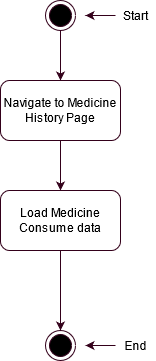 Start
Navigate to Medicine
History Page
Load Medicine
Consume data
End